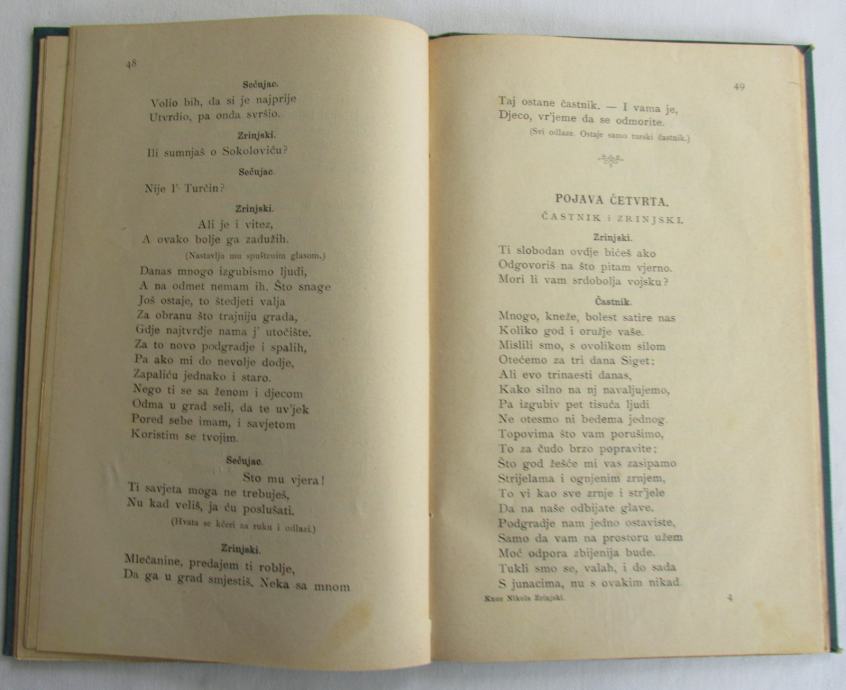 48
Sečujac.
Volio bih, da si je najprije
Utvrdio, pa onda svršio.
Zrinjski.
Ili sumnjaš o Sokoloviću?
Sečujac.
Nije l' Turčin?
Zrinjski.
Ali je i vitez,
A ovako bolje ga zadužih.
(Nastavlja mu spuštenim glasom.)
Danas mnogo izgubismo ljudi,
A na odmet nemam ih. Što snage
Još ostaje, to štedjeti valja
Za obranu što trajniju grada,
Gdje najtvrdje nama j' utočište.
Za to novo podgradje i spalih,
Pa ako mi do nevolje dodje,
Zapaliću jednako i staro.
Nego ti se sa ženom i djecom
Odma u grad seli, da te uv'jek
Pored sebe imam, i savjetom
Koristim se tvojim.
Sečujac.
Sto mu vjera!
Ti savjeta moga ne trebuješ,
Nu kad veliš, ja ću poslušati.
(Hvata se kćeri za ruku i odlazi.)
Zrinjski.
Mlečanine, predajem ti roblje,
Da ga u grad smjestiš. Neka sa mnom
49
Taj ostane častnik. — I vama je,
Djeco, vr'jeme da se odmorite.
(Svi odlaze. Ostaje samo turski častnik.)
POJAVA ČETVRTA.
ČASTNIK i ZRINJSKI.
Zrinjski.
Ti slobodan ovdje bićeš ako
Odgovoriš na što pitam vjerno.
Mori li vam srdobolja vojsku?
Častnik.
Mnogo, kneže, bolest satire nas
Koliko god i oružje vaše.
Mislili smo, s ovolikom silom
Otećemo za tri dana Siget;
Ali evo trinaesti danas,
Kako silno na nj navaljujemo,
Pa izgubiv pet tisuća ljudi
Ne otesmo ni bedema jednog.
Topovima što vam porušimo,
To za čudo brzo popravite;
Što god žešće mi vas zasipamo
Strijelama i ognjenim zrnjem,
To vi kao sve zrnje i str'jele
Da na naše odbijate glave.
Podgradje nam jedno ostaviste,
Samo da vam na prostoru užem
Moć odpora zbijenija bude.
Tukli smo se, valah, i do sada
S junacima, nu s ovakim nikad
Knez Nikola Zrinjski.
4